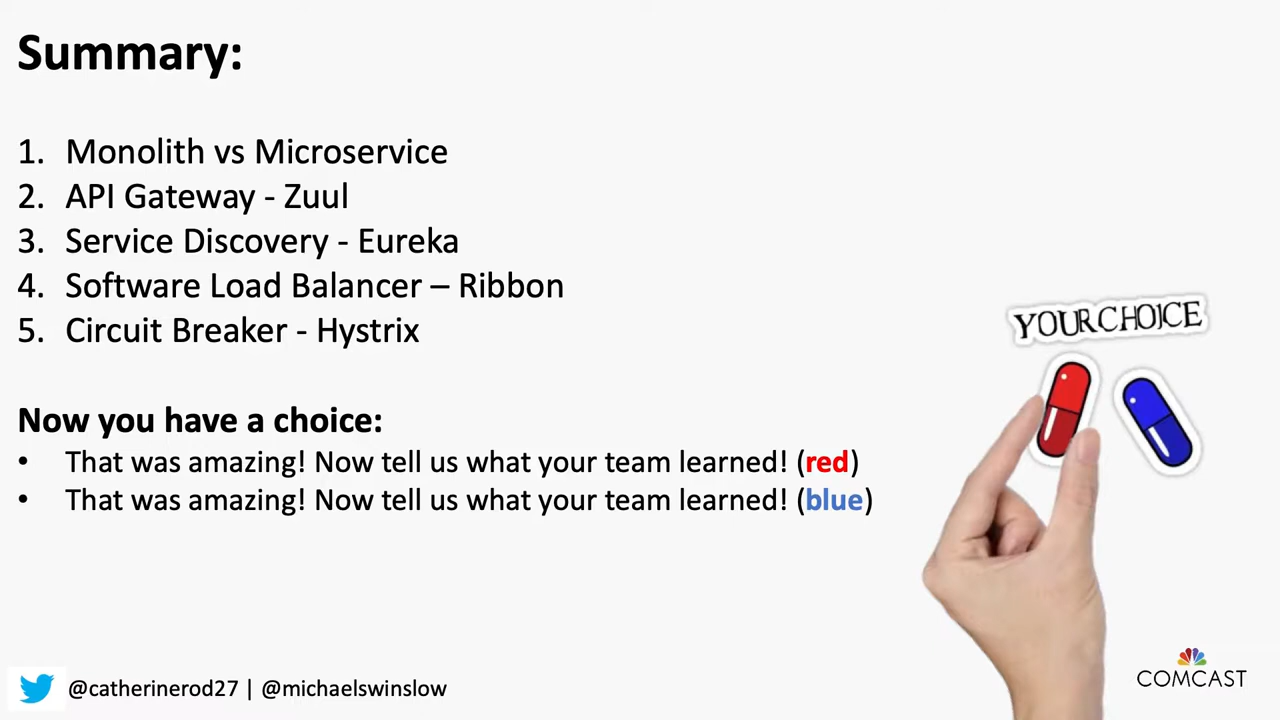 Summary:
1. Monolith vs Microservice
2. API Gateway - Zuul
3. Service Discovery - Eureka
4. Software Load Balancer – Ribbon
5. Circuit Breaker - Hystrix
YOUR CHOICE
Now you have a choice:
• That was amazing! Now tell us what your team learned! (red)
• That was amazing! Now tell us what your team learned! (blue)
@catherinerod27 | @michaelswinslow
COMCAST